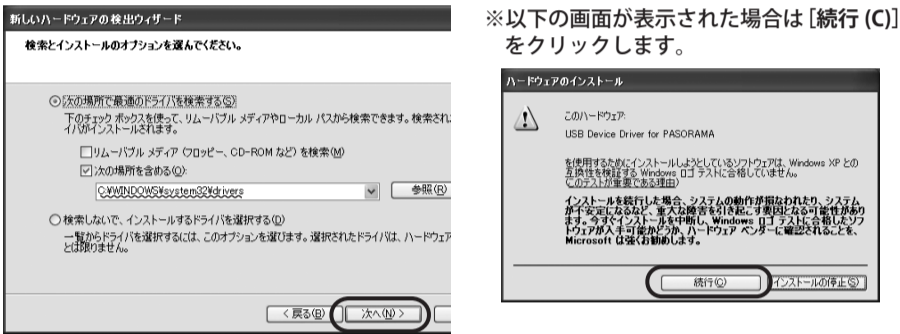 新しいハードウェアの検出ウィザード
検索とインストールのオプションを選んでください。
次の場所で最適のドライバを検索する(S)
下のチェック ボックスを使って、リムーバブル メディアやローカル パスから検索できます。検索され
イバがインストールされます。
リムーバブル メディア (フロッピー、CD-ROM など) を検索(M)
次の場所を含める(O):
C:¥WINDOWS¥system32¥drivers
参照(R)
検索しないで、インストールするドライバを選択する(D)
一覧からドライバを選択するには、このオプションを選びます。選択されたドライバは、ハードウェア
とは限りません。
< 戻る(B)
次へ(N) >
※以下の画面が表示された場合は [続行 (C)]
をクリックします。
ハードウェアのインストール
このハードウェア:
USB Device Driver for PASORAMA
を使用するためにインストールしようとしているソフトウェアは、Windows XP との
互換性を検証する Windows ロゴ テストに合格していません。
(このテストが重要である理由)
インストールを続行した場合、システムの動作が損なわれたり、システム
が不安定になるなど、重大な障害を引き起こす要因となる可能性があり
ます。今すぐインストールを中断し、Windows ロゴ テストに合格したソフ
トウェアが入手可能かどうか、ハードウェア ベンダーに確認されることを、
Microsoft は強くお勧めします。
続行(C)
インストールの停止(S)